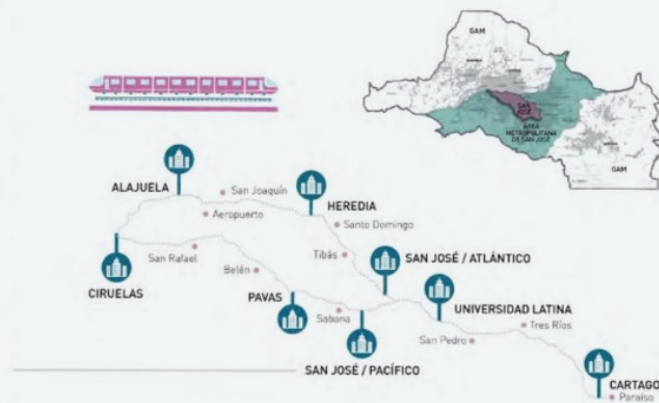 GAM
SAN
JOSÉ
ÁREA
METROPOLITANA
DE SAN JOSÉ
GAM
ALAJUELA
San Joaquín
HEREDIA
Aeropuerto
Santo Domingo
San Rafael
Tibás
SAN JOSÉ / ATLÁNTICO
Belén
CIRUELAS
PAVAS
UNIVERSIDAD LATINA
Sabana
Tres Ríos
San Pedro
SAN JOSÉ / PACÍFICO
CARTAGO
Paraíso